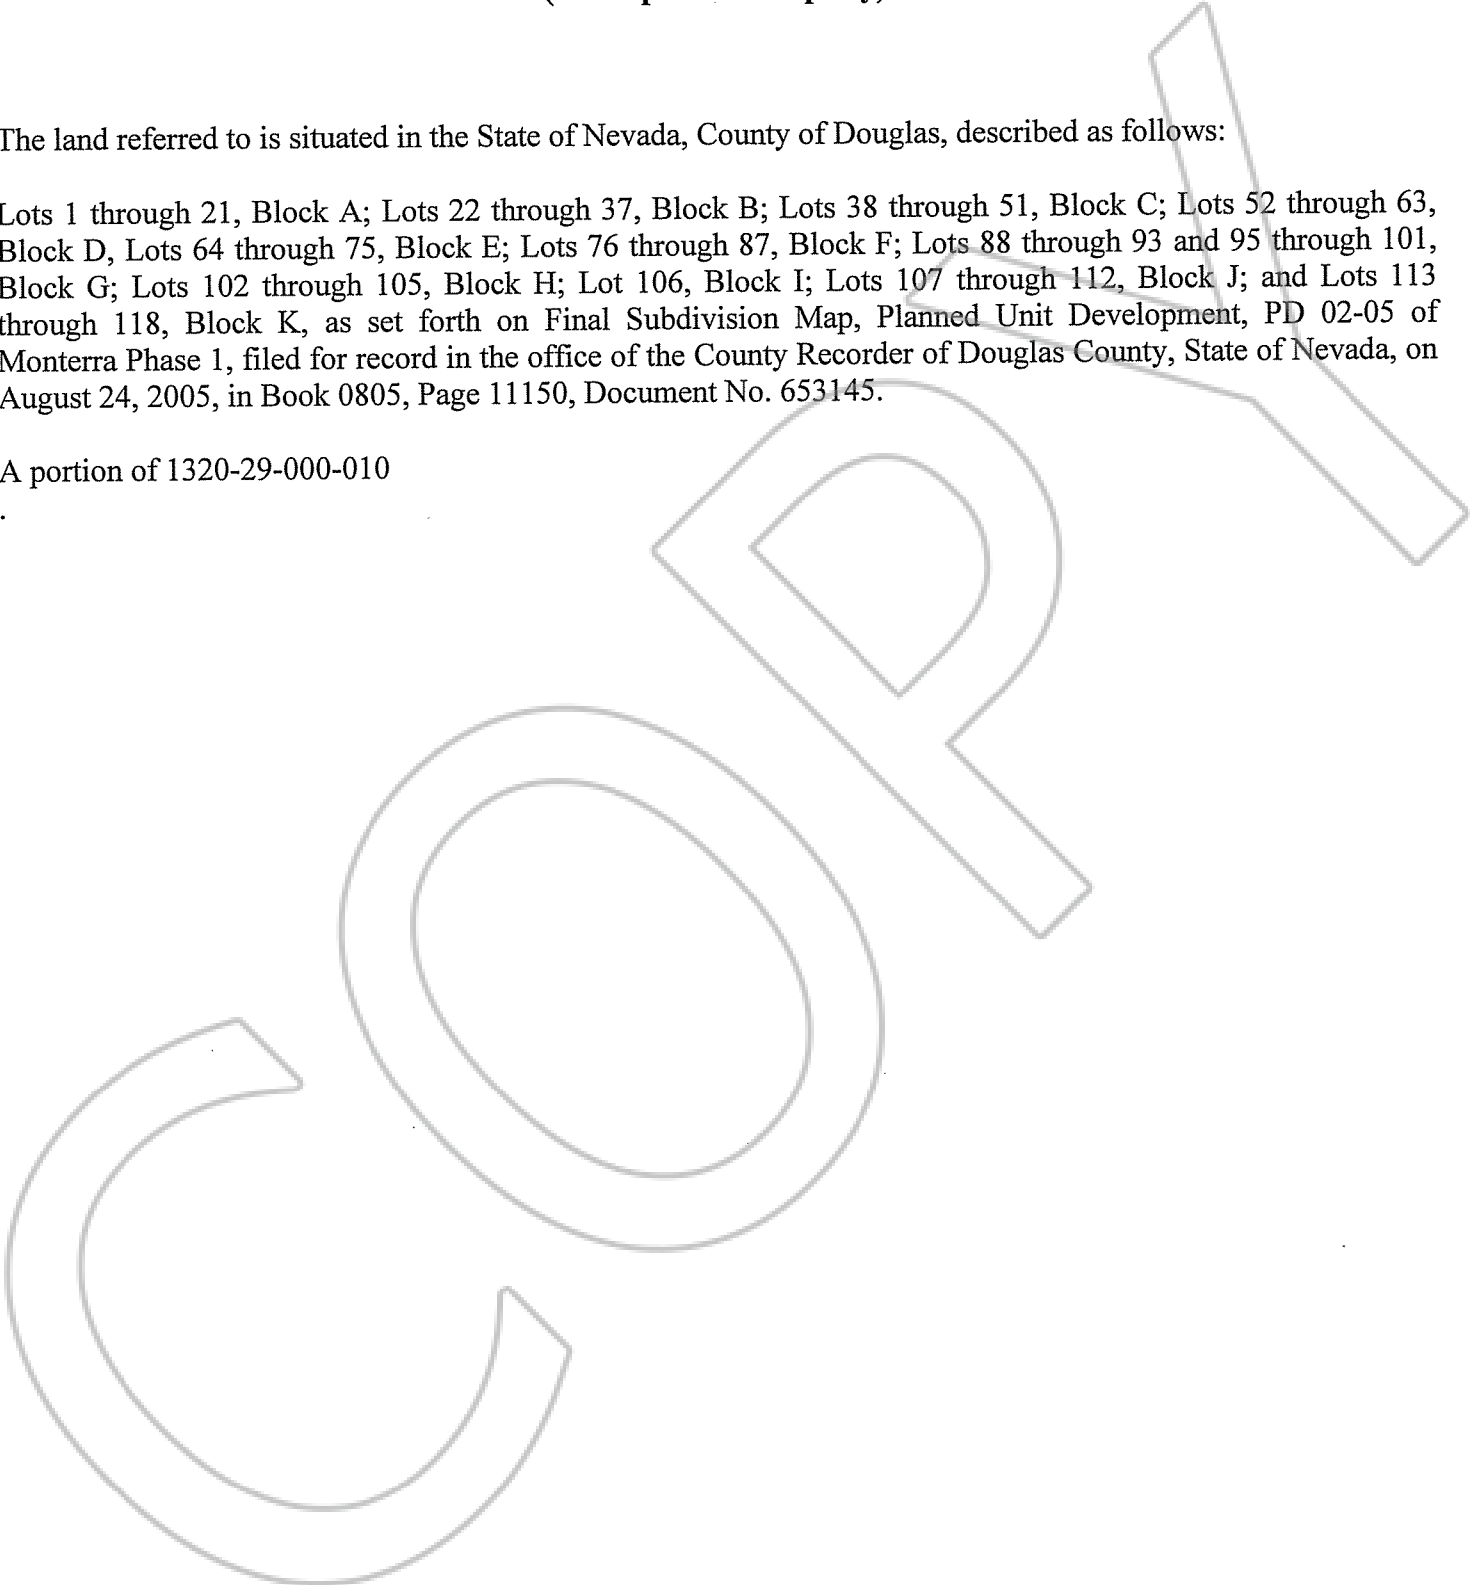 The land referred to is situated in the State of Nevada, County of Douglas, described as follows:
Lots 1 through 21, Block A; Lots 22 through 37, Block B; Lots 38 through 51, Block C; Lots 52 through 63,
Block D, Lots 64 through 75, Block E; Lots 76 through 87, Block F; Lots 88 through 93 and 95 through 101,
Block G; Lots 102 through 105, Block H; Lot 106, Block I; Lots 107 through 112, Block J; and Lots 113
through 118, Block K, as set forth on Final Subdivision Map, Planned Unit Development, PD 02-05 of
Monterra Phase 1, filed for record in the office of the County Recorder of Douglas County, State of Nevada, on
August 24, 2005, in Book 0805, Page 11150, Document No. 653145.
A portion of 1320-29-000-010
.
COPY